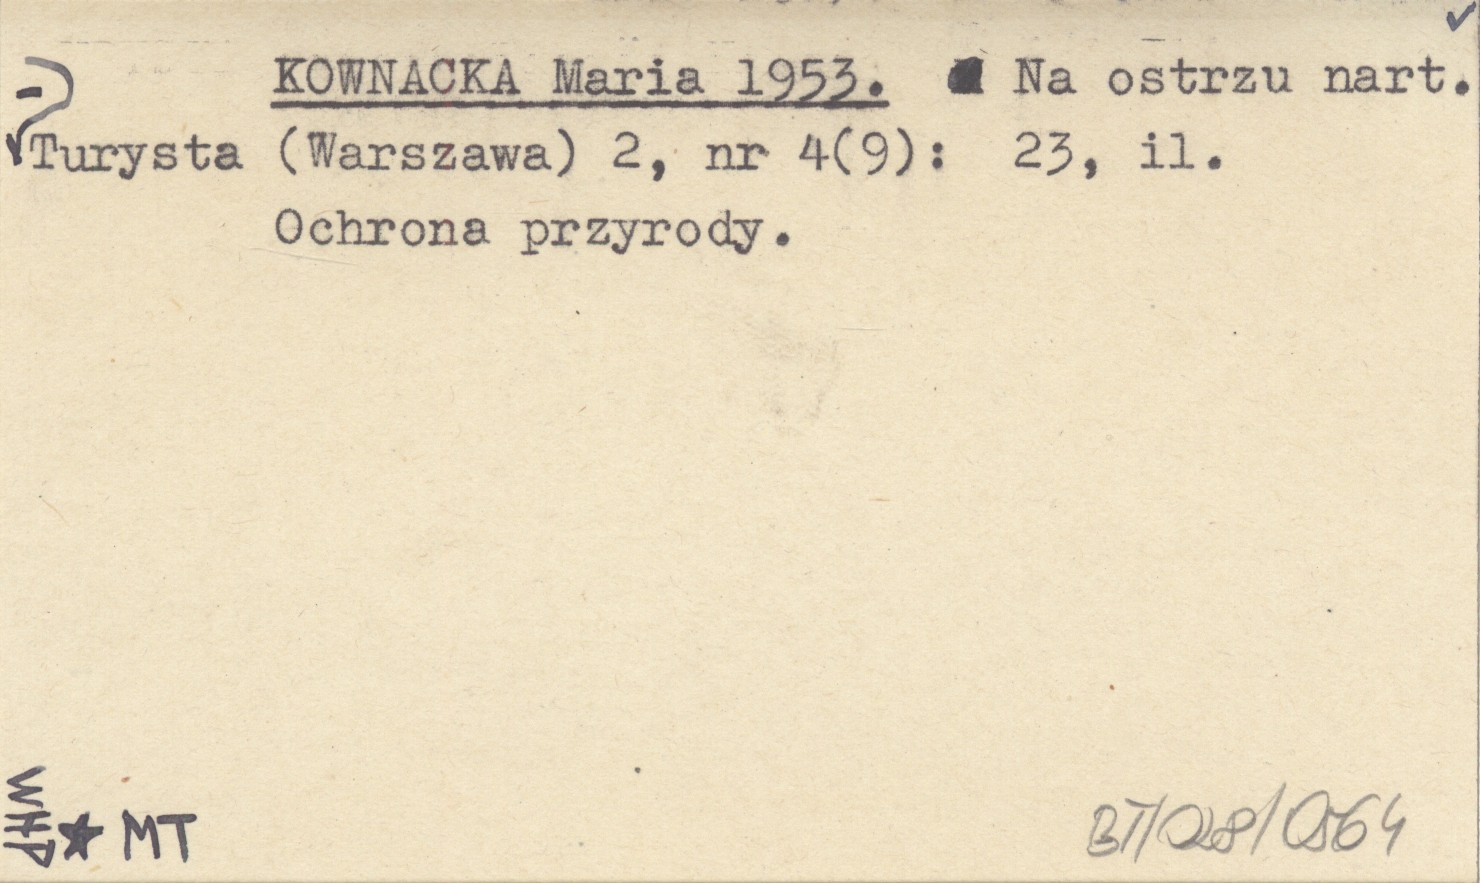 KOWNACKA Maria 1953. Na ostrzu nart.
Turysta (Warszawa) 2, nr 4(9): 23, il.
Ochrona przyrody.
WHP
MT
BT/028/0564